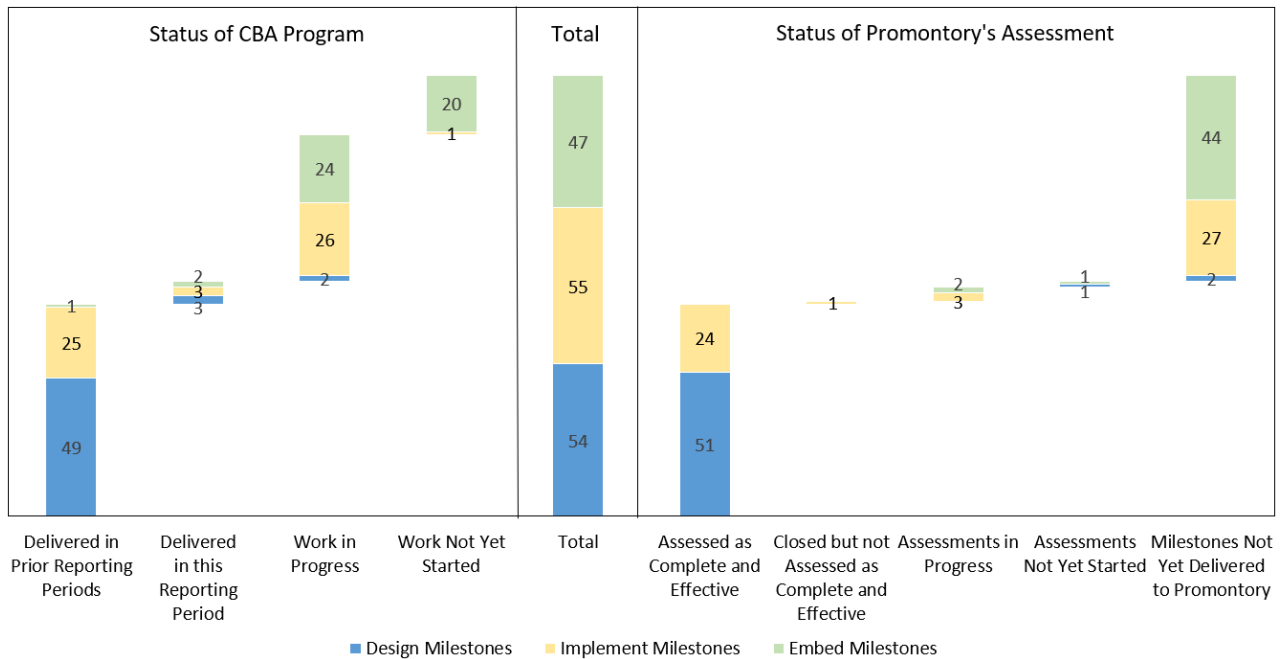 Status of CBA Program
Total
Status of Promontory's Assessment
20
1
24
26
2
2
3
3
1
25
49
47
55
54
24
51
1
2
3
1
1
44
27
2
Delivered in
Prior Reporting
Periods
Delivered
in this
Reporting
Period
Work in
Progress
Work Not Yet
Started
Total
Assessed as
Complete and
Effective
Closed but not
Assessed as
Complete and
Effective
Assessments in
Progress
Assessments
Not Yet Started
Milestones Not
Yet Delivered
to Promontory
Design Milestones
Implement Milestones
Embed Milestones